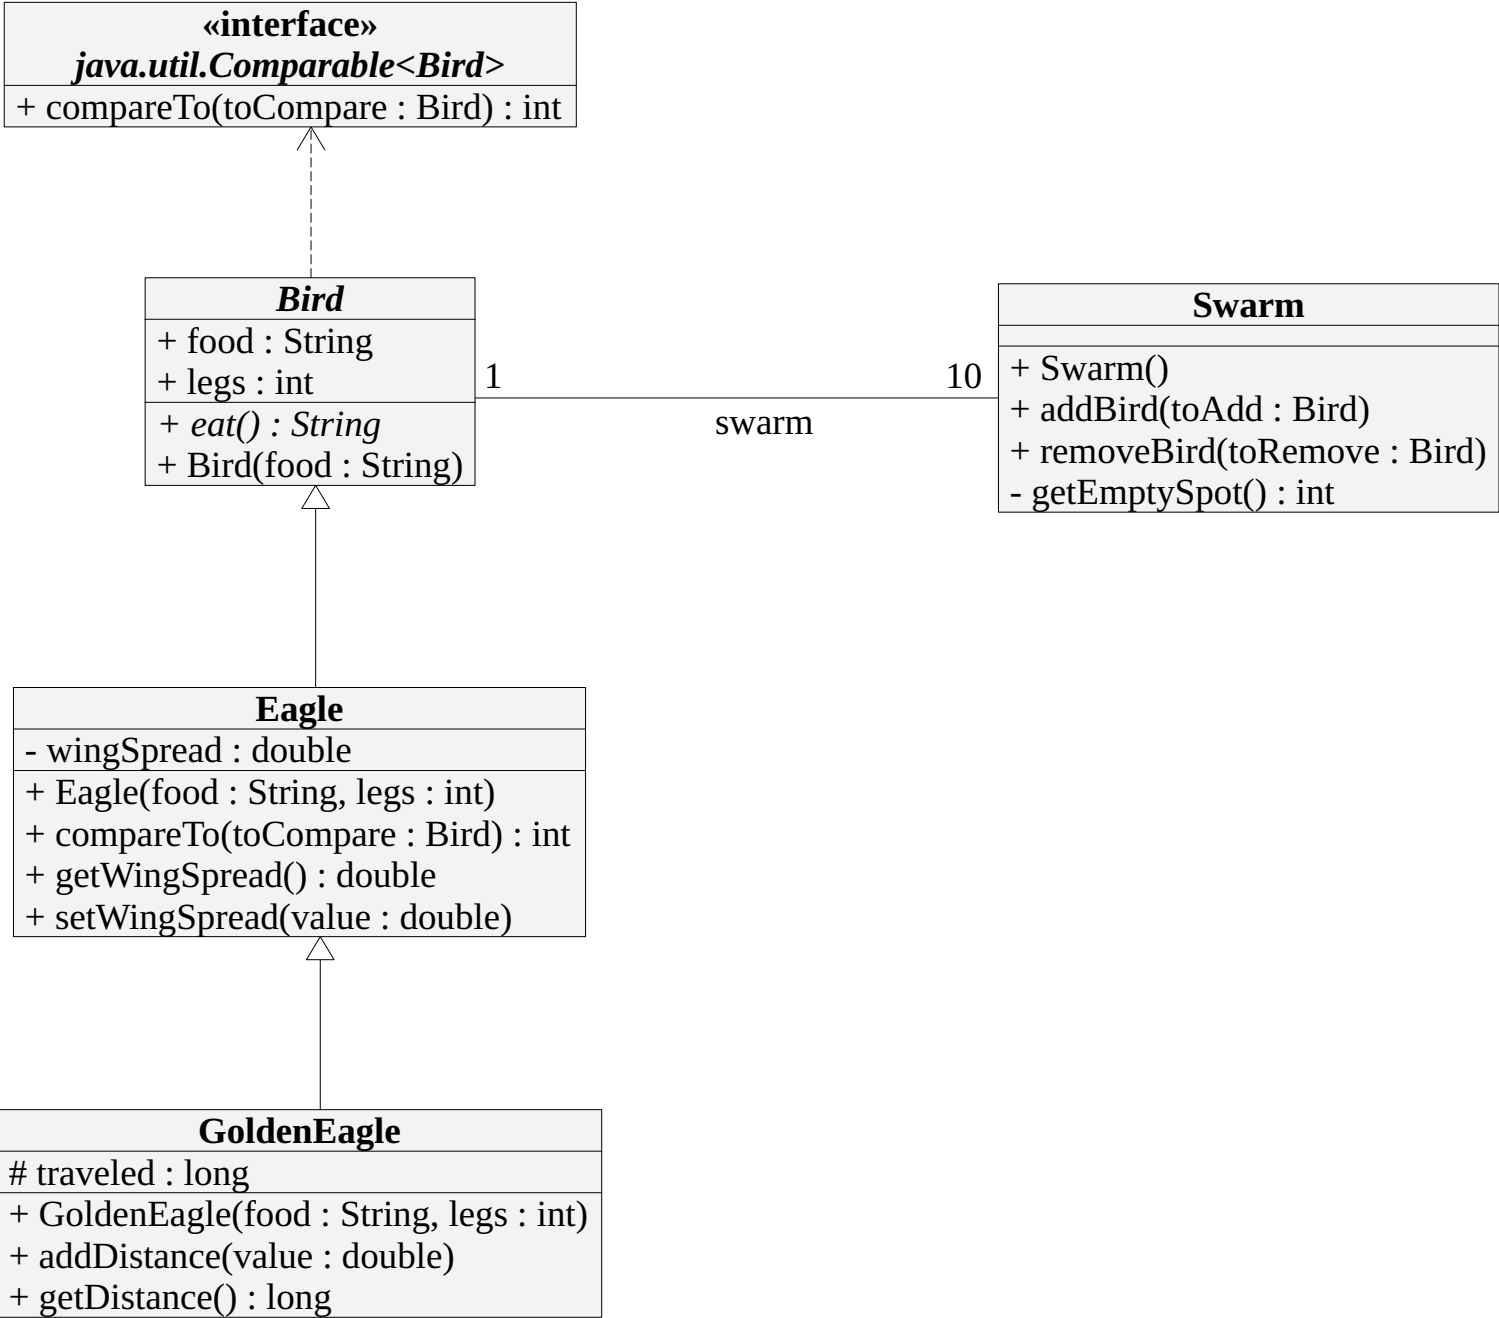 «interface»
java.util.Comparable<Bird>
+ compareTo(toCompare : Bird) : int
Bird
+ food : String
+ legs : int
+ eat() : String
+ Bird(food : String)
1
10
swarm
Swarm
+ Swarm()
+ addBird(toAdd : Bird)
+ removeBird(toRemove : Bird)
- getEmptySpot() : int
Eagle
- wingSpread : double
+ Eagle(food : String, legs : int)
+ compareTo(toCompare : Bird) : int
+ getWingSpread() : double
+ setWingSpread(value : double)
GoldenEagle
# traveled : long
+ GoldenEagle(food : String, legs : int)
+ addDistance(value : double)
+ getDistance() : long